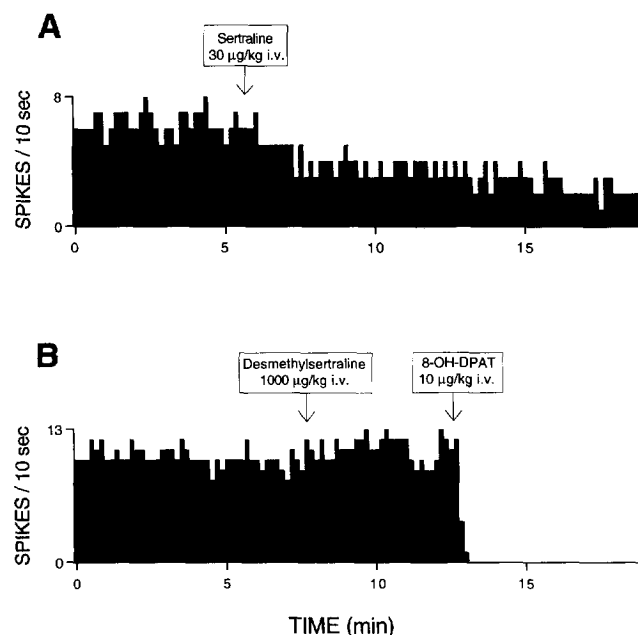 A
Sertraline
30 µg/kg i.v.
8
SPIKES / 10 sec
0
0 5 10 15
B
Desmethylsertraline
1000 µg/kg i.v.
8-OH-DPAT
10 µg/kg i.v.
13
SPIKES / 10 sec
0
0 5 10 15
TIME (min)